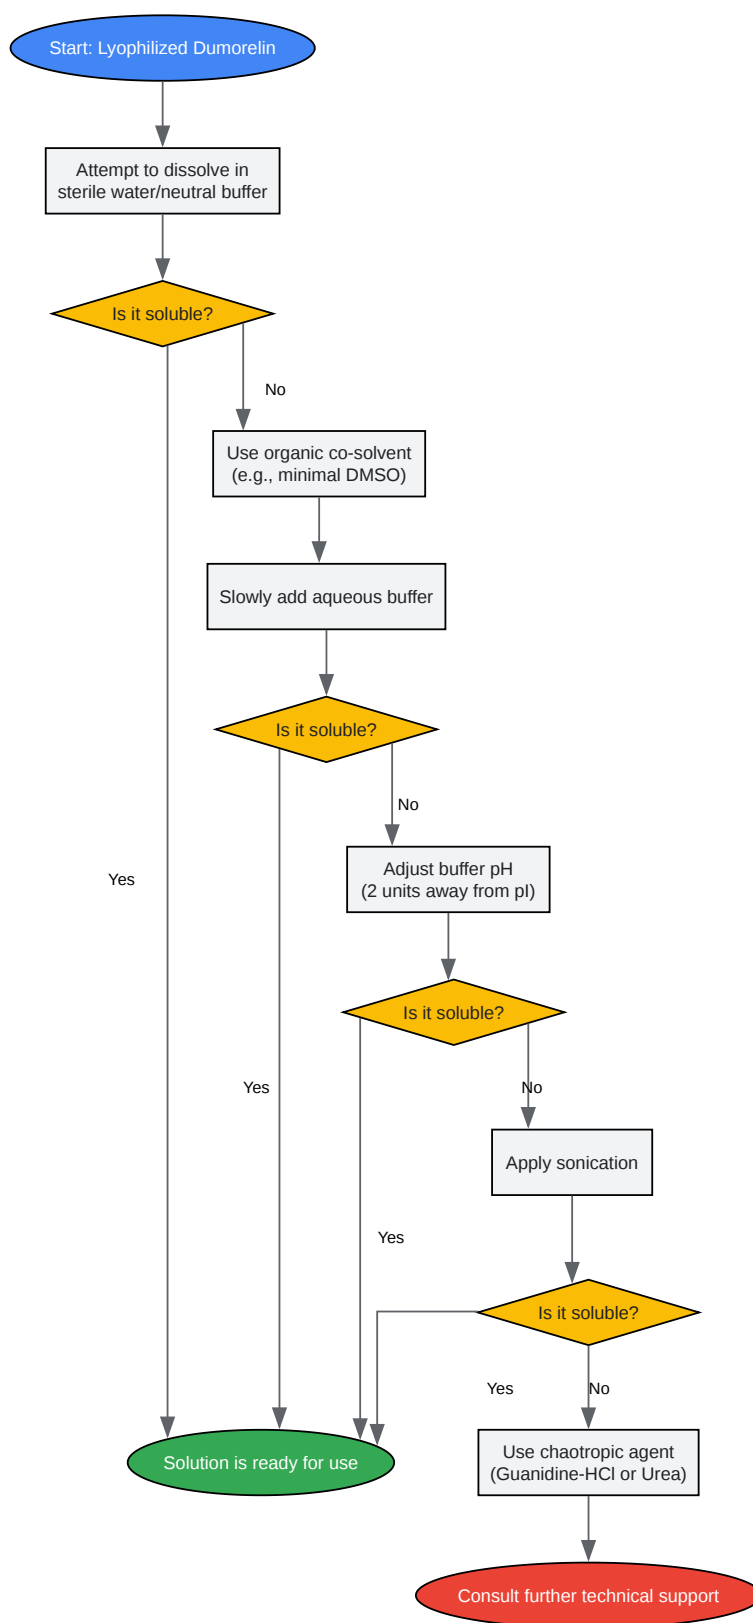 Start: Lyophilized Dumorelin
Attempt to dissolve in
sterile water/neutral buffer
Is it soluble?
No
Use organic co-solvent
(e.g., minimal DMSO)
Slowly add aqueous buffer
Is it soluble?
No
Adjust buffer pH
(2 units away from pI)
Yes
Is it soluble?
Yes
No
Apply sonication
Yes
Is it soluble?
Yes
No
Use chaotropic agent
(Guanidine-HCl or Urea)
Solution is ready for use
Consult further technical support